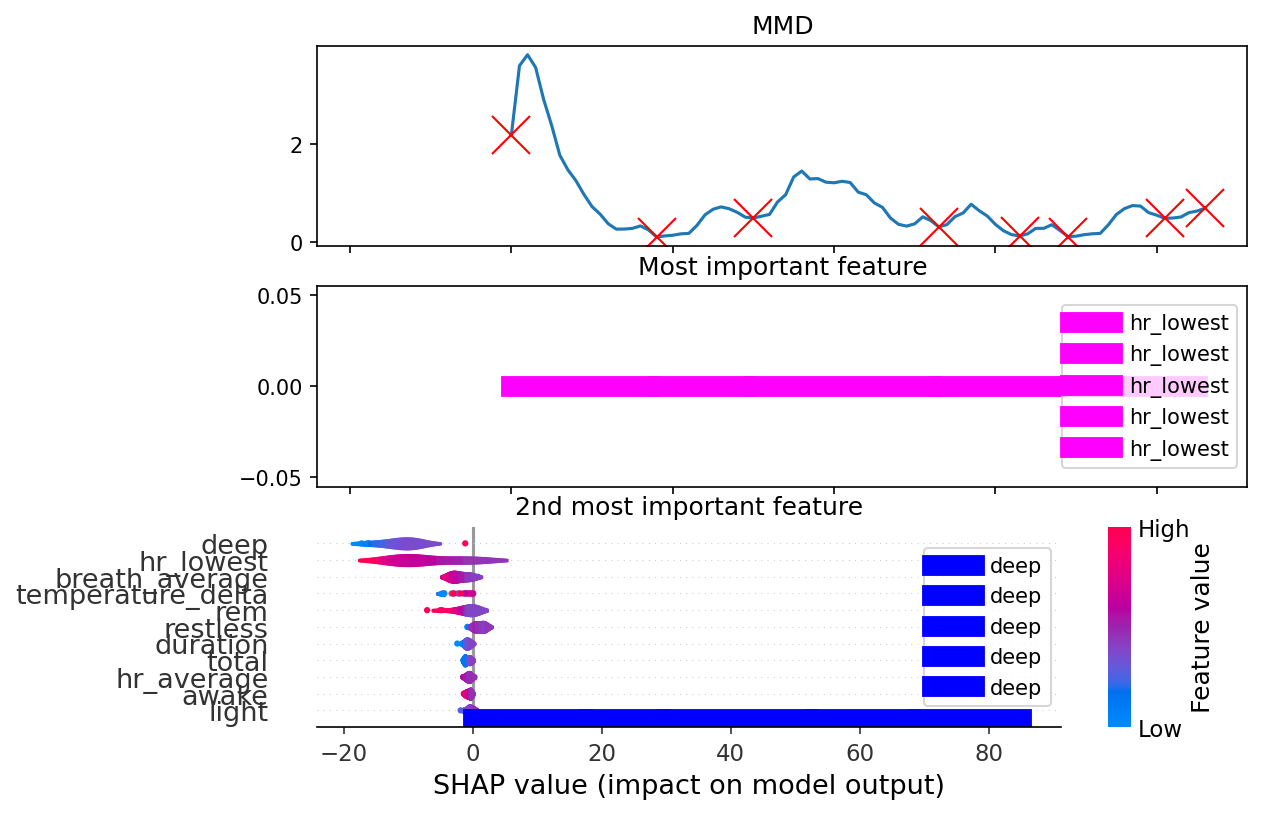 MMD
2
0
Most important feature
0.05
0.00
−0.05
hr_lowest
hr_lowest
hr_lowest
hr_lowest
hr_lowest
2nd most important feature
deep
hr_lowest
breath_average
temperature_delta
rem
restless
duration
total
hr_average
awake
light
deep
deep
deep
deep
deep
High
Feature value
Low
−20
0
20
40
60
80
SHAP value (impact on model output)